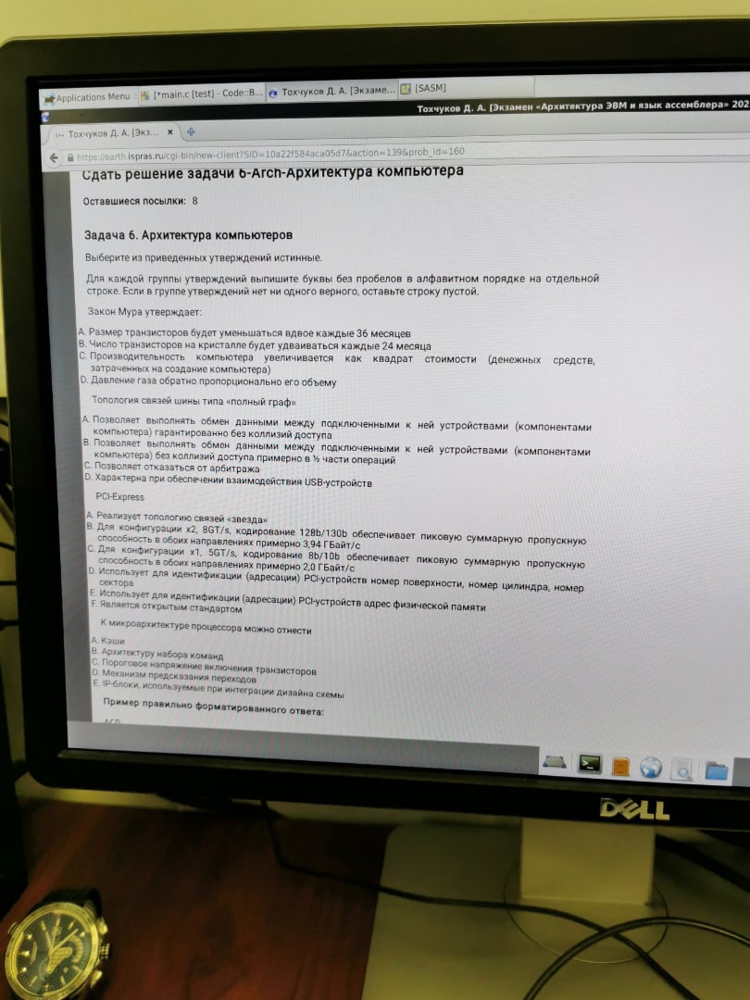 Applications Menu
[*main.c [test] - Code::B...
Тохчуков Д. А. [Экзаме...
[SASM]
Тохчуков Д. А. [Экзамен «Архитектура ЭВМ и язык ассемблера» 202
Тохчуков Д. А. [Экз...
https://earth.ispras.ru/cgi-bin/new-client?SID=10a22f584aca05d7&action=139&prob_id=160
Сдать решение задачи 6-Arch-Архитектура компьютера
Оставшиеся посылки: 8
Задача 6. Архитектура компьютеров
Выберите из приведенных утверждений истинные.
Для каждой группы утверждений выпишите буквы без пробелов в алфавитном порядке на отдельной
строке. Если в группе утверждений нет ни одного верного, оставьте строку пустой.
Закон Мура утверждает:
A. Размер транзисторов будет уменьшаться вдвое каждые 36 месяцев
B. Число транзисторов на кристалле будет удваиваться каждые 24 месяца
C. Производительность компьютера увеличивается как квадрат стоимости (денежных средств,
затраченных на создание компьютера)
D. Давление газа обратно пропорционально его объему
Топология связей шины типа «полный граф»
A. Позволяет выполнять обмен данными между подключенными к ней устройствами (компонентами
компьютера) гарантированно без коллизий доступа
B. Позволяет выполнять обмен данными между подключенными к ней устройствами (компонентами
компьютера) без коллизий доступа примерно в ½ части операций
C. Позволяет отказаться от арбитража
D. Характерна при обеспечении взаимодействия USB-устройств
PCI-Express
A. Реализует топологию связей «звезда»
B. Для конфигурации x2, 8GT/s, кодирование 128b/130b обеспечивает пиковую суммарную пропускную
способность в обоих направлениях примерно 3,94 ГБайт/с
C. Для конфигурации x1, 5GT/s, кодирование 8b/10b обеспечивает пиковую суммарную пропускную
способность в обоих направлениях примерно 2,0 ГБайт/с
D. Использует для идентификации (адресации) PCI-устройств номер поверхности, номер цилиндра, номер
сектора
E. Использует для идентификации (адресации) PCI-устройств адрес физической памяти
F. Является открытым стандартом
К микроархитектуре процессора можно отнести
A. Кэши
B. Архитектуру набора команд
C. Пороговое напряжение включения транзисторов
D. Механизм предсказания переходов
E. IP-блоки, используемые при интеграции дизайна схемы
Пример правильно форматированного ответа:
ACD
DELL